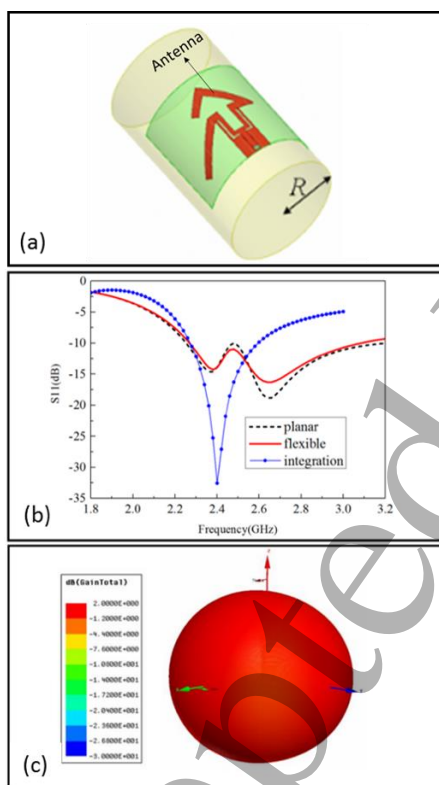 Antenna
R
(a)
0
-5
-10
-15
-20
-25
-30
-35
S11(dB)
planar
flexible
integration
1.8 2.0 2.2 2.4 2.6 2.8 3.0 3.2
Frequency(GHz)
(b)
dB(GainTotal)
2.0000E+000
-1.2000E+000
-4.4000E+000
-7.6000E+000
-1.0800E+001
-1.4000E+001
-1.7200E+001
-2.0400E+001
-2.3600E+001
-2.6800E+001
-3.0000E+001
(c)